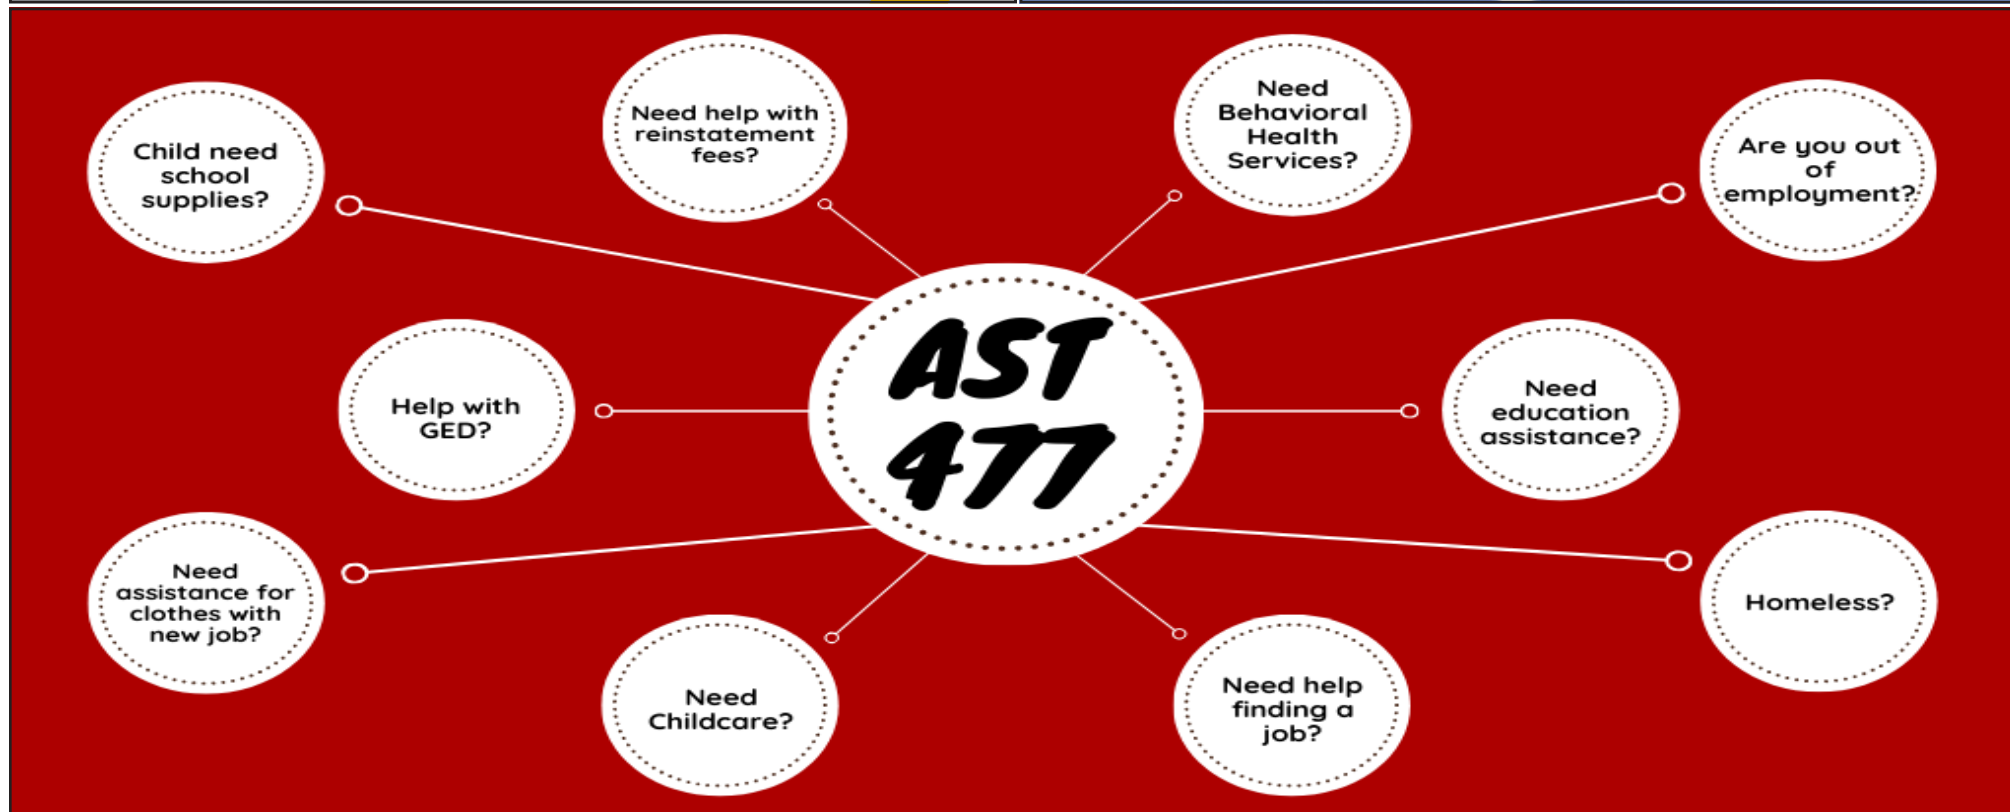 Child need
school
supplies?
Need help with
reinstatement
fees?
Need
Behavioral
Health
Services?
Are you out
of
employment?
AST
477
Help with
GED?
Need
education
assistance?
Need
assistance for
clothes with
new job?
Need
Childcare?
Need help
finding a
job?
Homeless?